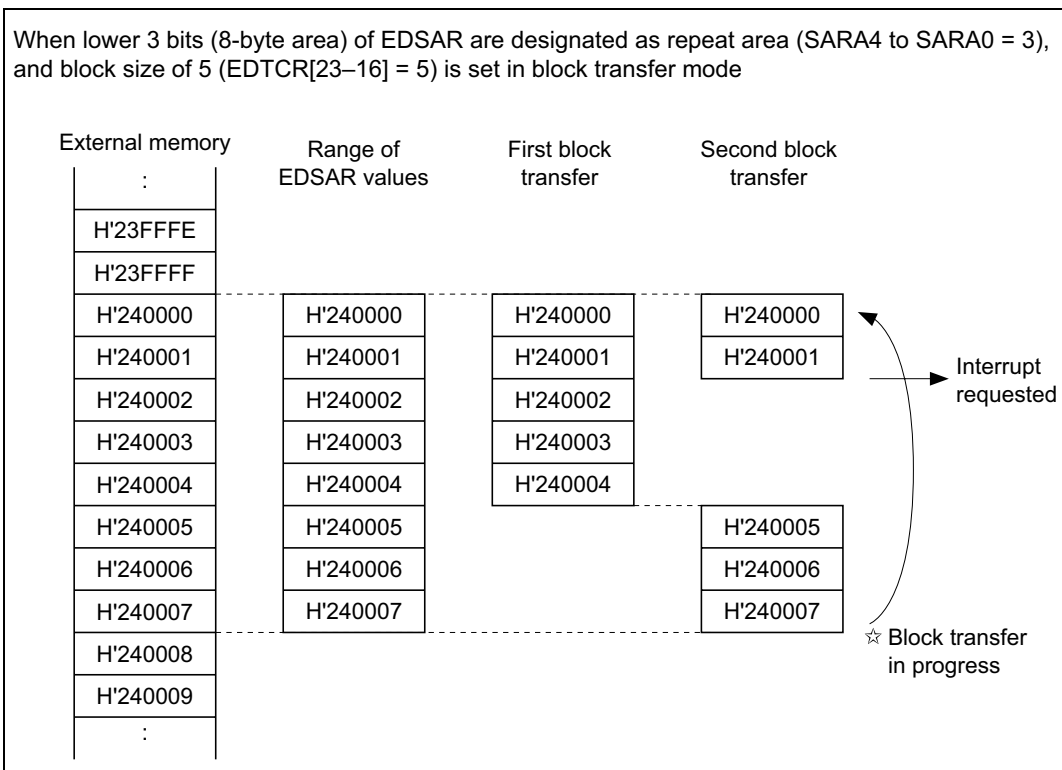 When lower 3 bits (8-byte area) of EDSAR are designated as repeat area (SARA4 to SARA0 = 3),
and block size of 5 (EDTCR[23–16] = 5) is set in block transfer mode
External memory
:
H'23FFFE
H'23FFFF
H'240000
H'240001
H'240002
H'240003
H'240004
H'240005
H'240006
H'240007
H'240008
H'240009
:
Range of
EDSAR values
H'240000
H'240001
H'240002
H'240003
H'240004
H'240005
H'240006
H'240007
First block
transfer
H'240000
H'240001
H'240002
H'240003
H'240004
Second block
transfer
H'240000
H'240001
H'240005
H'240006
H'240007
Interrupt
requested
☆ Block transfer
in progress